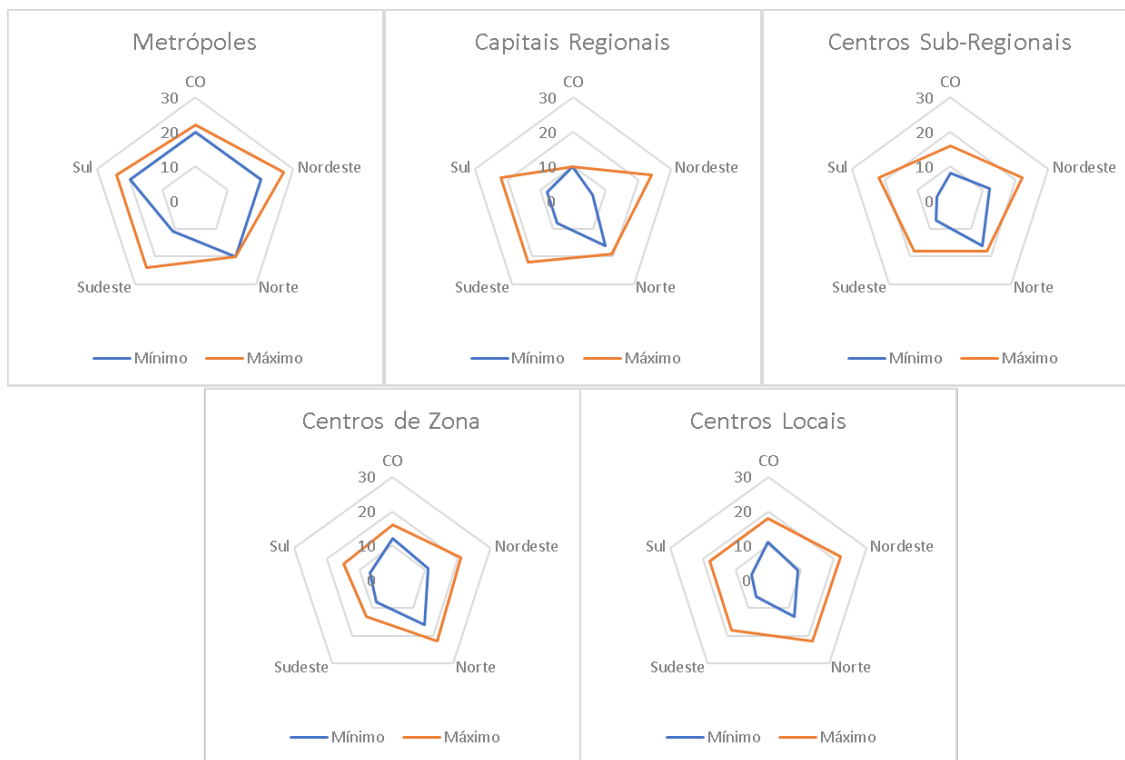 Metrópoles
CO
30
20
10
0
Sul
Nordeste
Sudeste
Norte
Mínimo
Máximo
Capitais Regionais
CO
30
20
10
0
Sul
Nordeste
Sudeste
Norte
Mínimo
Máximo
Centros Sub-Regionais
CO
30
20
10
0
Sul
Nordeste
Sudeste
Norte
Mínimo
Máximo
Centros de Zona
CO
30
20
10
0
Sul
Nordeste
Sudeste
Norte
Mínimo
Máximo
Centros Locais
CO
30
20
10
0
Sul
Nordeste
Sudeste
Norte
Mínimo
Máximo